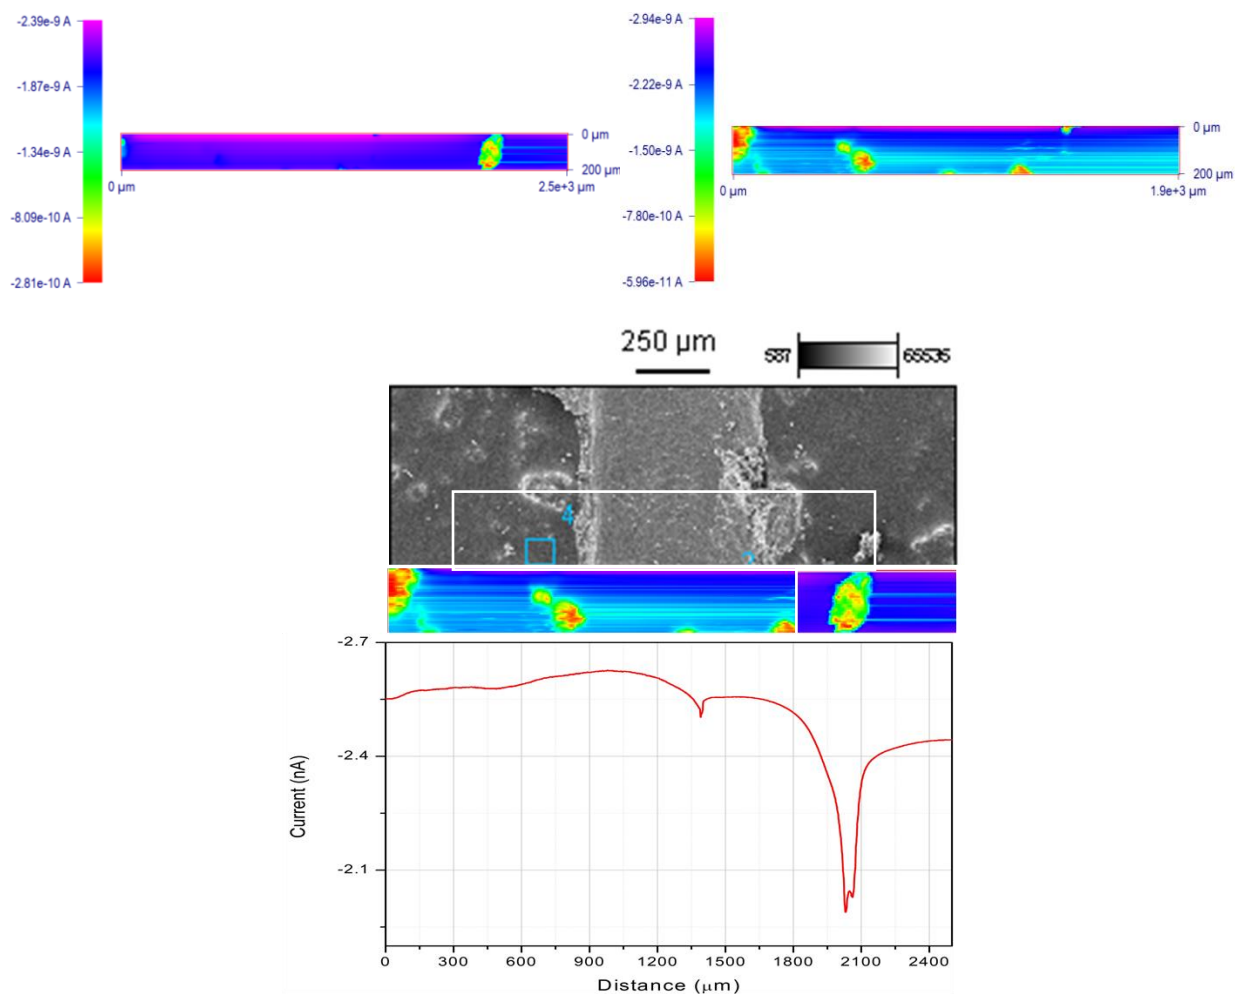 -2.39e-9 A
-1.87e-9 A
-1.34e-9 A
-8.09e-10 A
-2.81e-10 A
0 µm
200 µm
0 µm
2.5e+3 µm
-2.94e-9 A
-2.22e-9 A
-1.50e-9 A
-7.80e-10 A
-5.96e-11 A
0 µm
200 µm
0 µm
1.9e+3 µm
250 µm
587
65535
4
-2.7
-2.4
-2.1
Current (nA)
0 300 600 900 1200 1500 1800 2100 2400
Distance (µm)